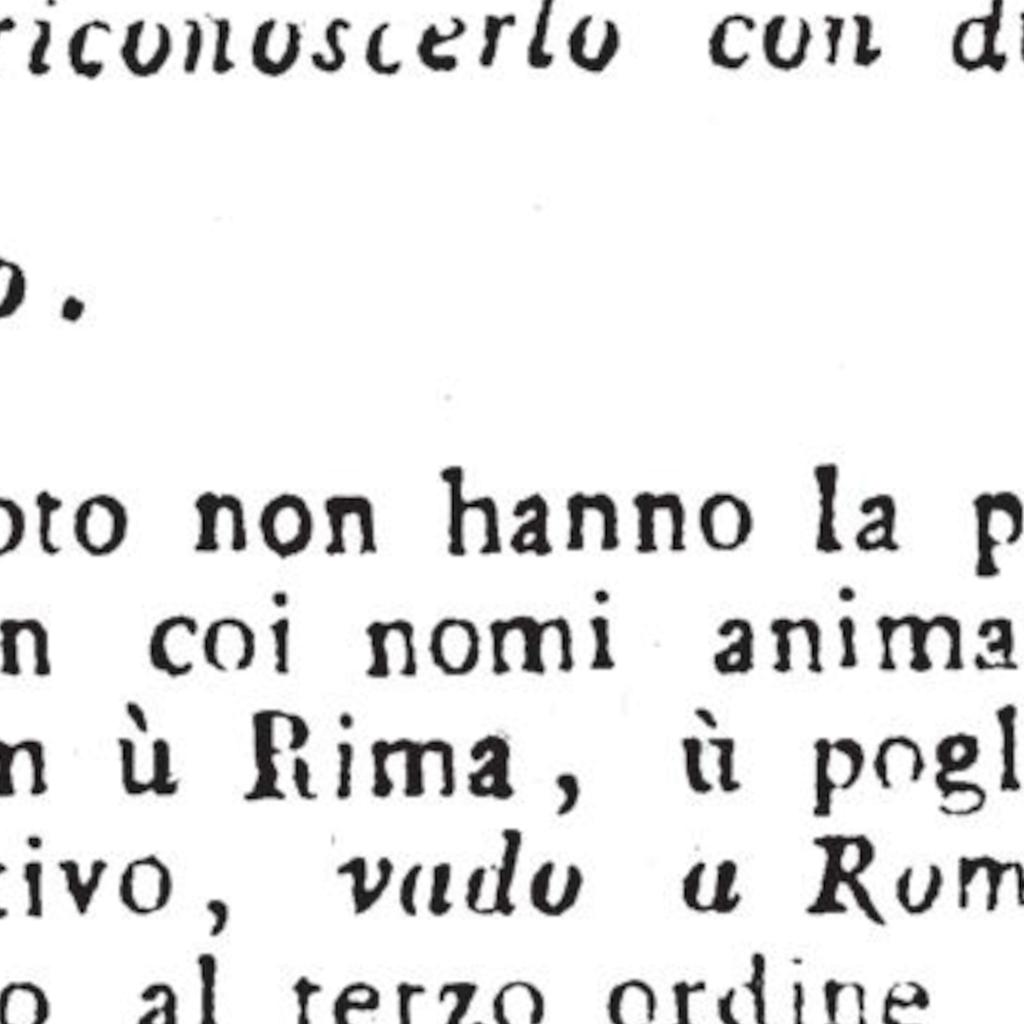 riconoscerlo con di
o.
oto non hanno la p
n coi nomi anima
m ù Rima, ù pogl
tivo, vado a Rom
o al terzo ordine